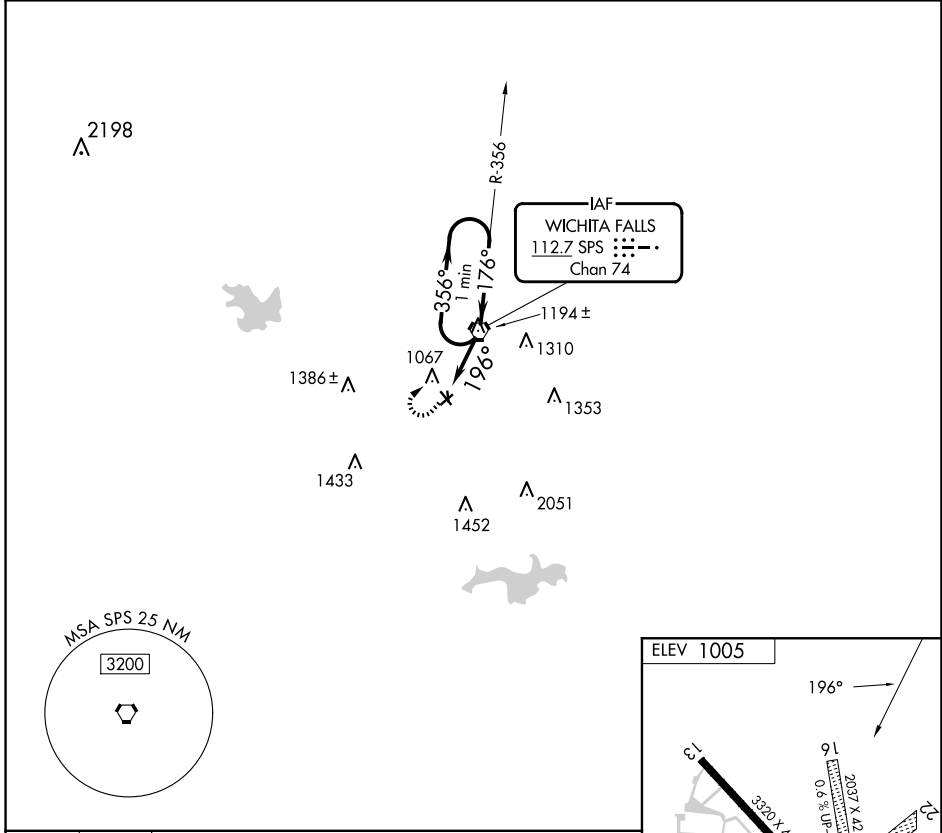 2198
R-356
IAF
WICHITA FALLS
112.7 SPS
Chan 74
356°
1 min
176°
1194 ±
1310
1067
196°
1386 ±
1353
1433
2051
1452
MSA SPS 25 NM
3200
ELEV 1005
196°
13
16
2037 X 42
0.6 % UP
3320 X
22